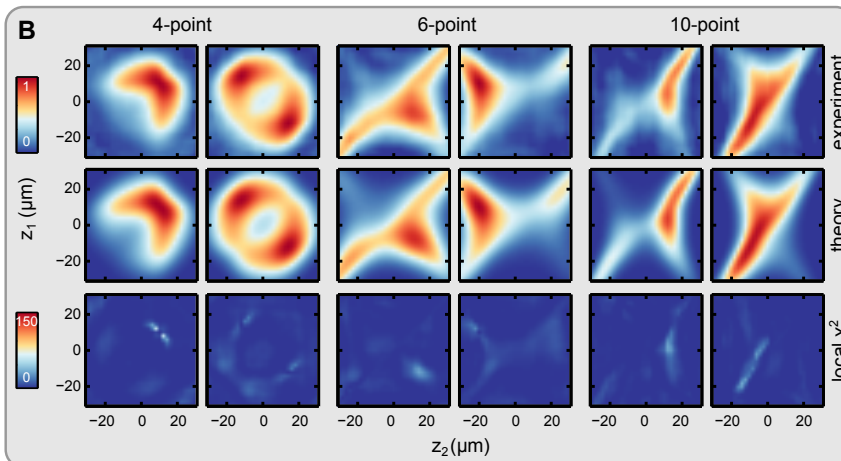 B
4-point 6-point 10-point
20
0
−20
1
0
experiment
20
0
−20
theory
z1 (μm)
20
0
−20
150
0
local χ2
−20 0 20 −20 0 20 −20 0 20 −20 0 20 −20 0 20 −20 0 20
z2(μm)